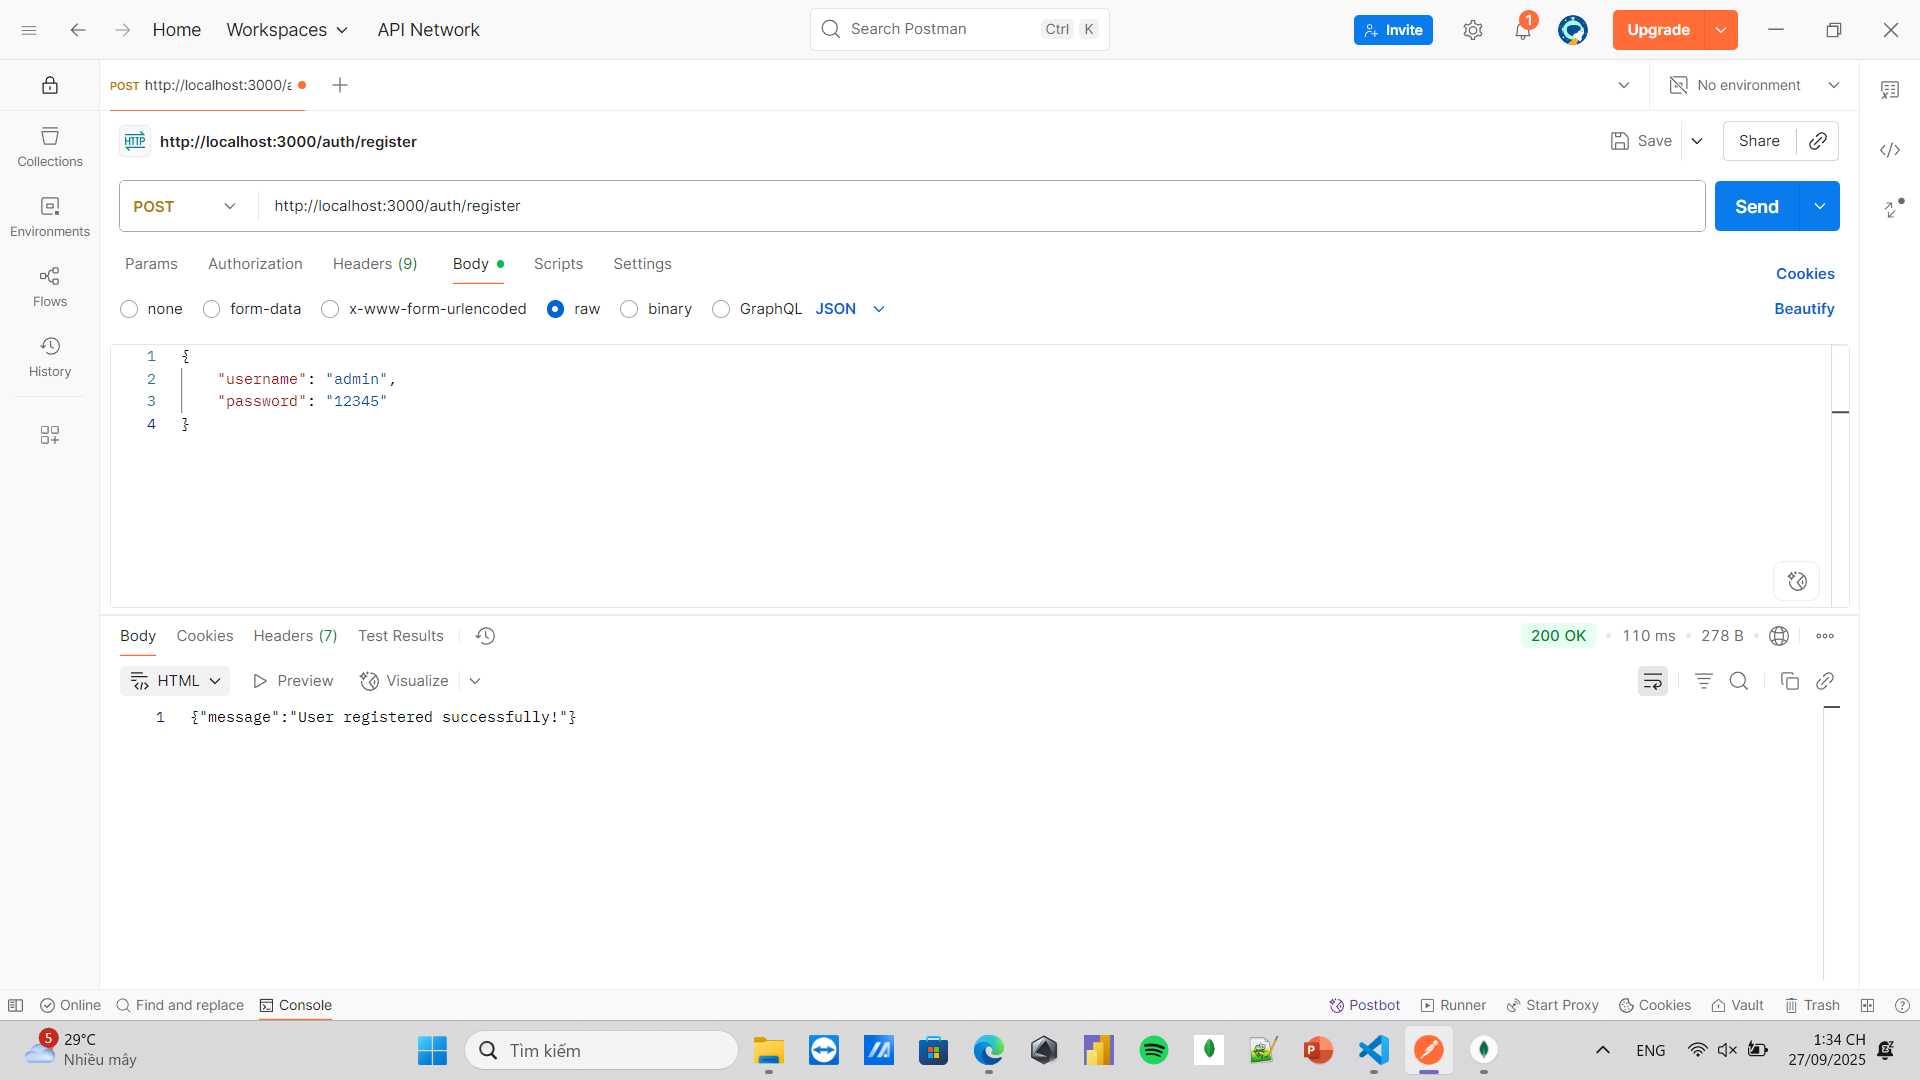 Home
Workspaces
API Network
Search Postman
Ctrl K
Invite
1
Upgrade
POST http://localhost:3000/a
No environment
HTTP http://localhost:3000/auth/register
Save
Share
Collections
Environments
Flows
History
POST
http://localhost:3000/auth/register
Send
Params
Authorization
Headers (9)
Body
Scripts
Settings
Cookies
none
form-data
x-www-form-urlencoded
raw
binary
GraphQL
JSON
Beautify
1 {
2 "username": "admin",
3 "password": "12345"
4 }
Body
Cookies
Headers (7)
Test Results
200 OK
110 ms
278 B
HTML
Preview
Visualize
1 {"message":"User registered successfully!"}
Online
Find and replace
Console
Postbot
Runner
Start Proxy
Cookies
Vault
Trash
5
29°C
Nhiều mây
Tìm kiếm
ENG
1:34 CH
27/09/2025